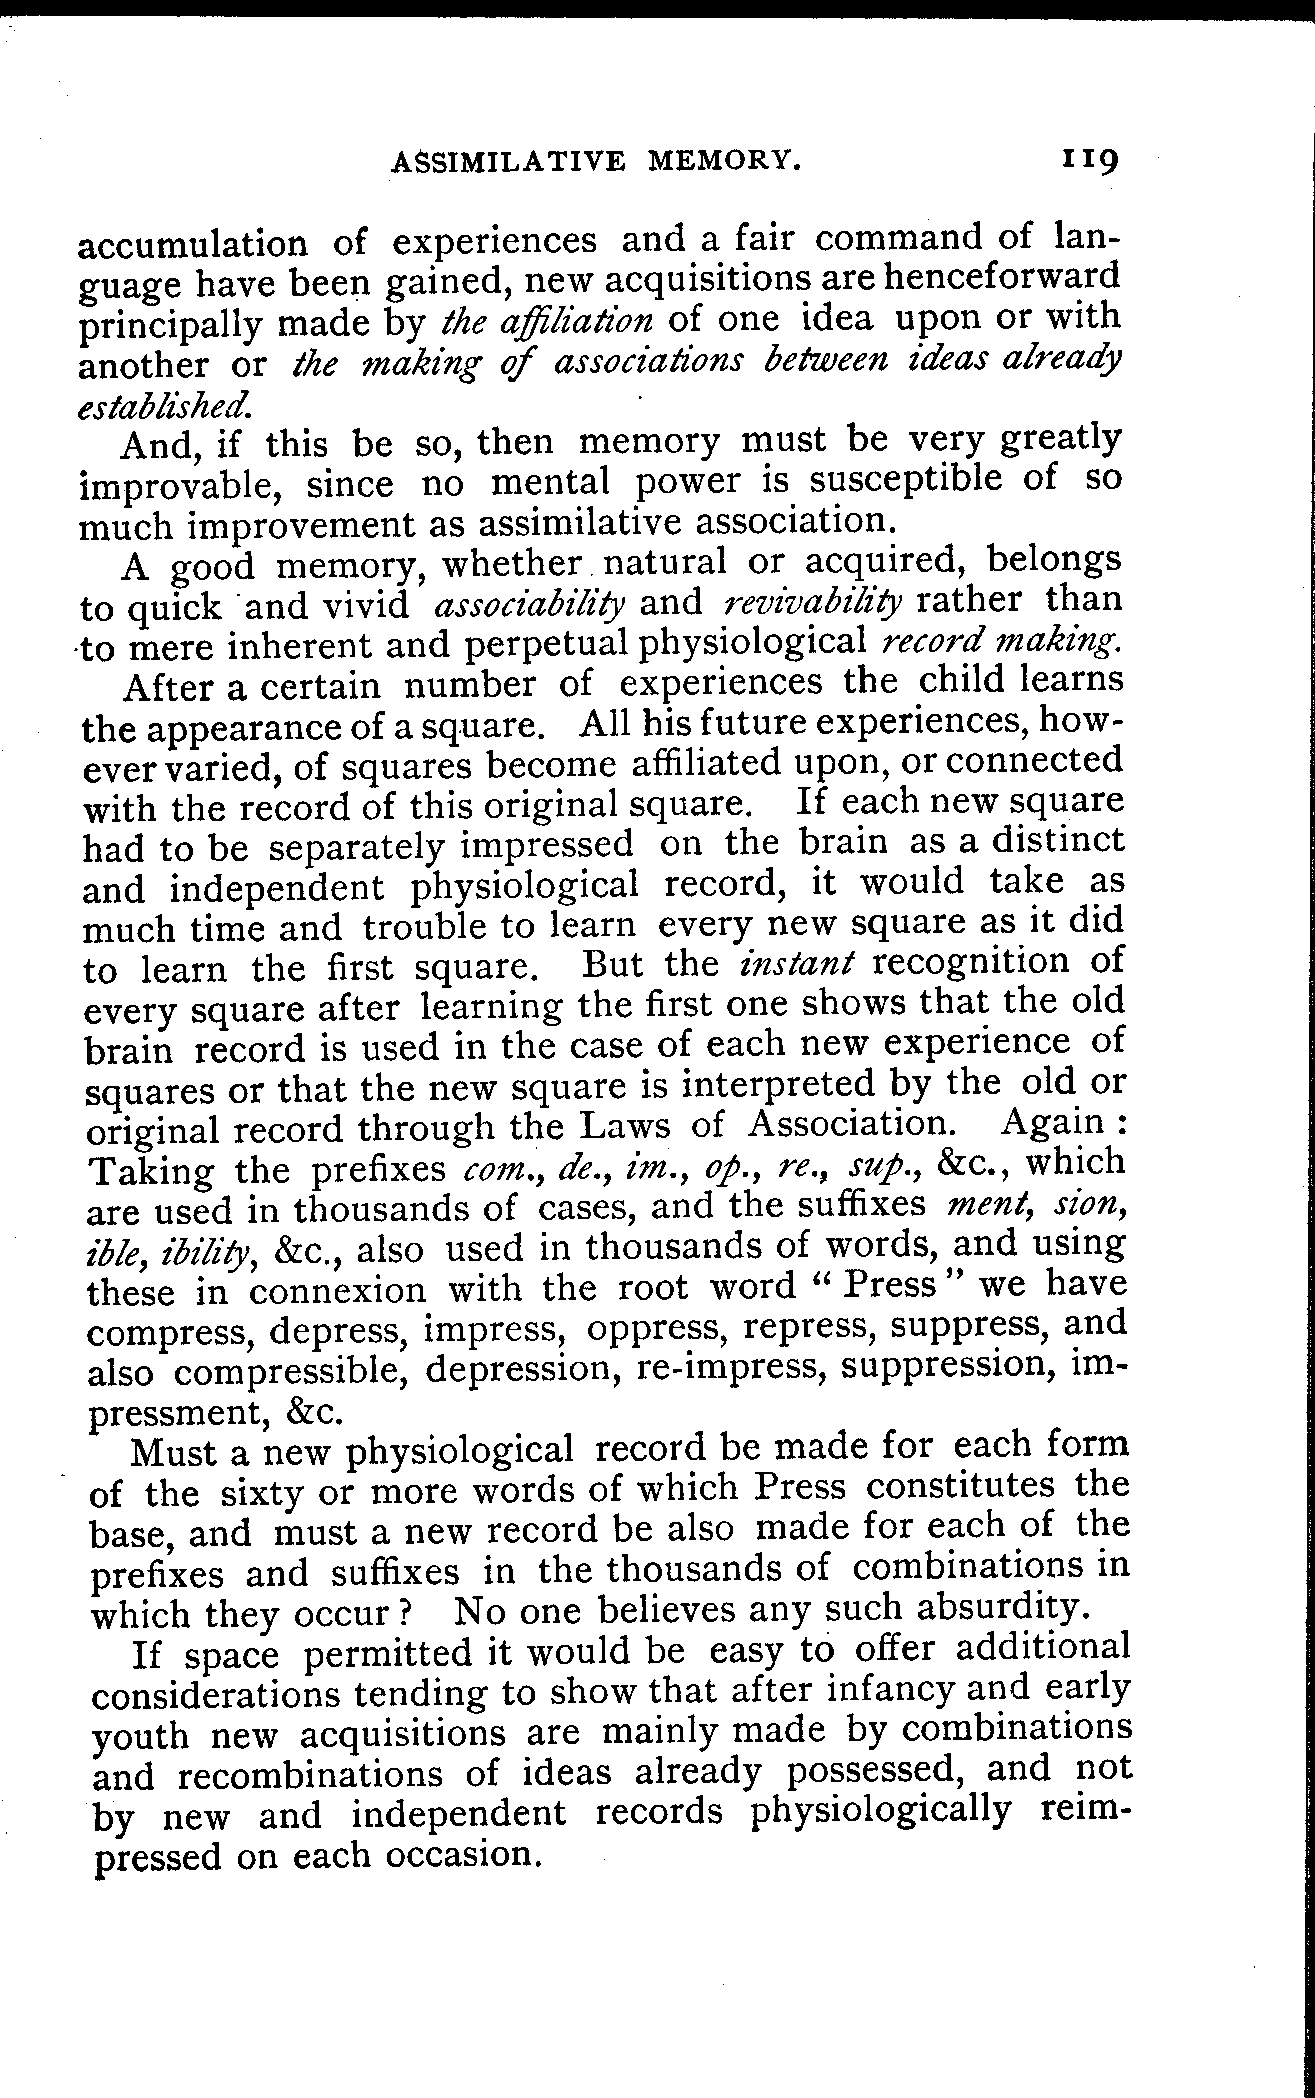 ASSIMILATIVE MEMORY. 119
accumulation of experiences and a fair command of lan-
guage have been gained, new acquisitions are henceforward
principally made by the affiliation of one idea upon or with
another or the making of associations between ideas already
established.
And, if this be so, then memory must be very greatly
improvable, since no mental power is susceptible of so
much improvement as assimilative association.
A good memory, whether natural or acquired, belongs
to quick and vivid associability and revivability rather than
to mere inherent and perpetual physiological record making.
After a certain number of experiences the child learns
the appearance of a square. All his future experiences, how-
ever varied, of squares become affiliated upon, or connected
with the record of this original square. If each new square
had to be separately impressed on the brain as a distinct
and independent physiological record, it would take as
much time and trouble to learn every new square as it did
to learn the first square. But the instant recognition of
every square after learning the first one shows that the old
brain record is used in the case of each new experience of
squares or that the new square is interpreted by the old or
original record through the Laws of Association. Again :
Taking the prefixes com., de., im., op., re., sup., &c., which
are used in thousands of cases, and the suffixes ment, sion,
ible, ibility, &c., also used in thousands of words, and using
these in connexion with the root word “ Press ” we have
compress, depress, impress, oppress, repress, suppress, and
also compressible, depression, re-impress, suppression, im-
pressment, &c.
Must a new physiological record be made for each form
of the sixty or more words of which Press constitutes the
base, and must a new record be also made for each of the
prefixes and suffixes in the thousands of combinations in
which they occur ? No one believes any such absurdity.
If space permitted it would be easy to offer additional
considerations tending to show that after infancy and early
youth new acquisitions are mainly made by combinations
and recombinations of ideas already possessed, and not
by new and independent records physiologically reim-
pressed on each occasion.